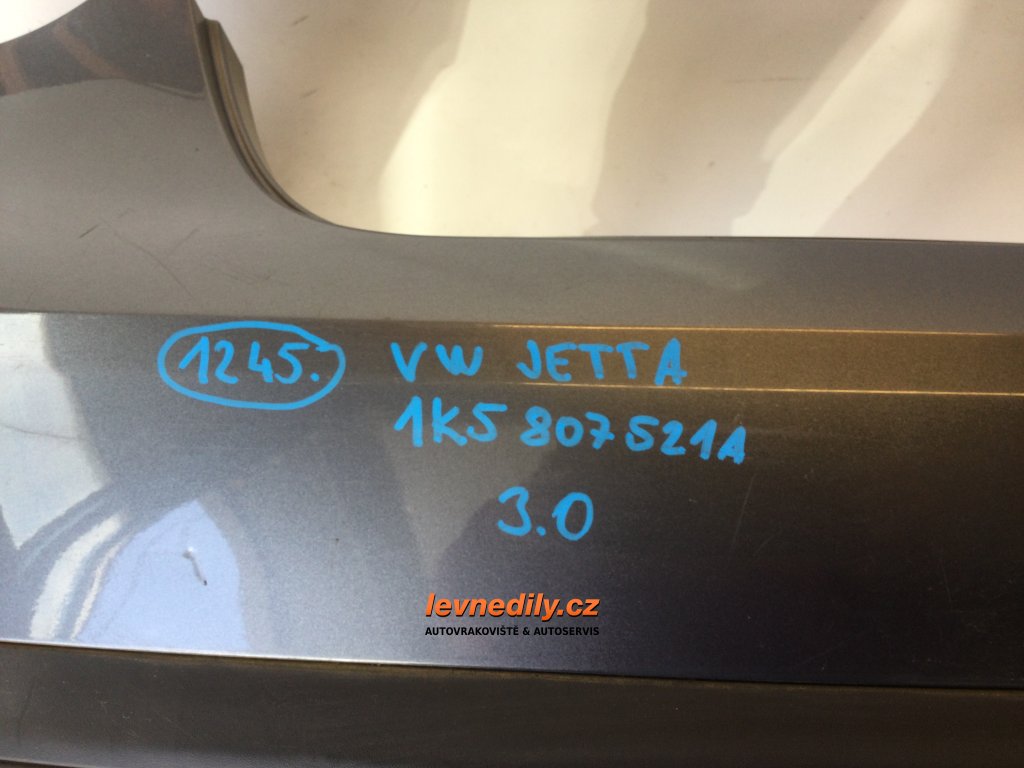 1245. VW JETTA
1K5 807 521A
3.0
levnedily.cz
AUTOVRAKOVIŠTĚ & AUTOSERVIS